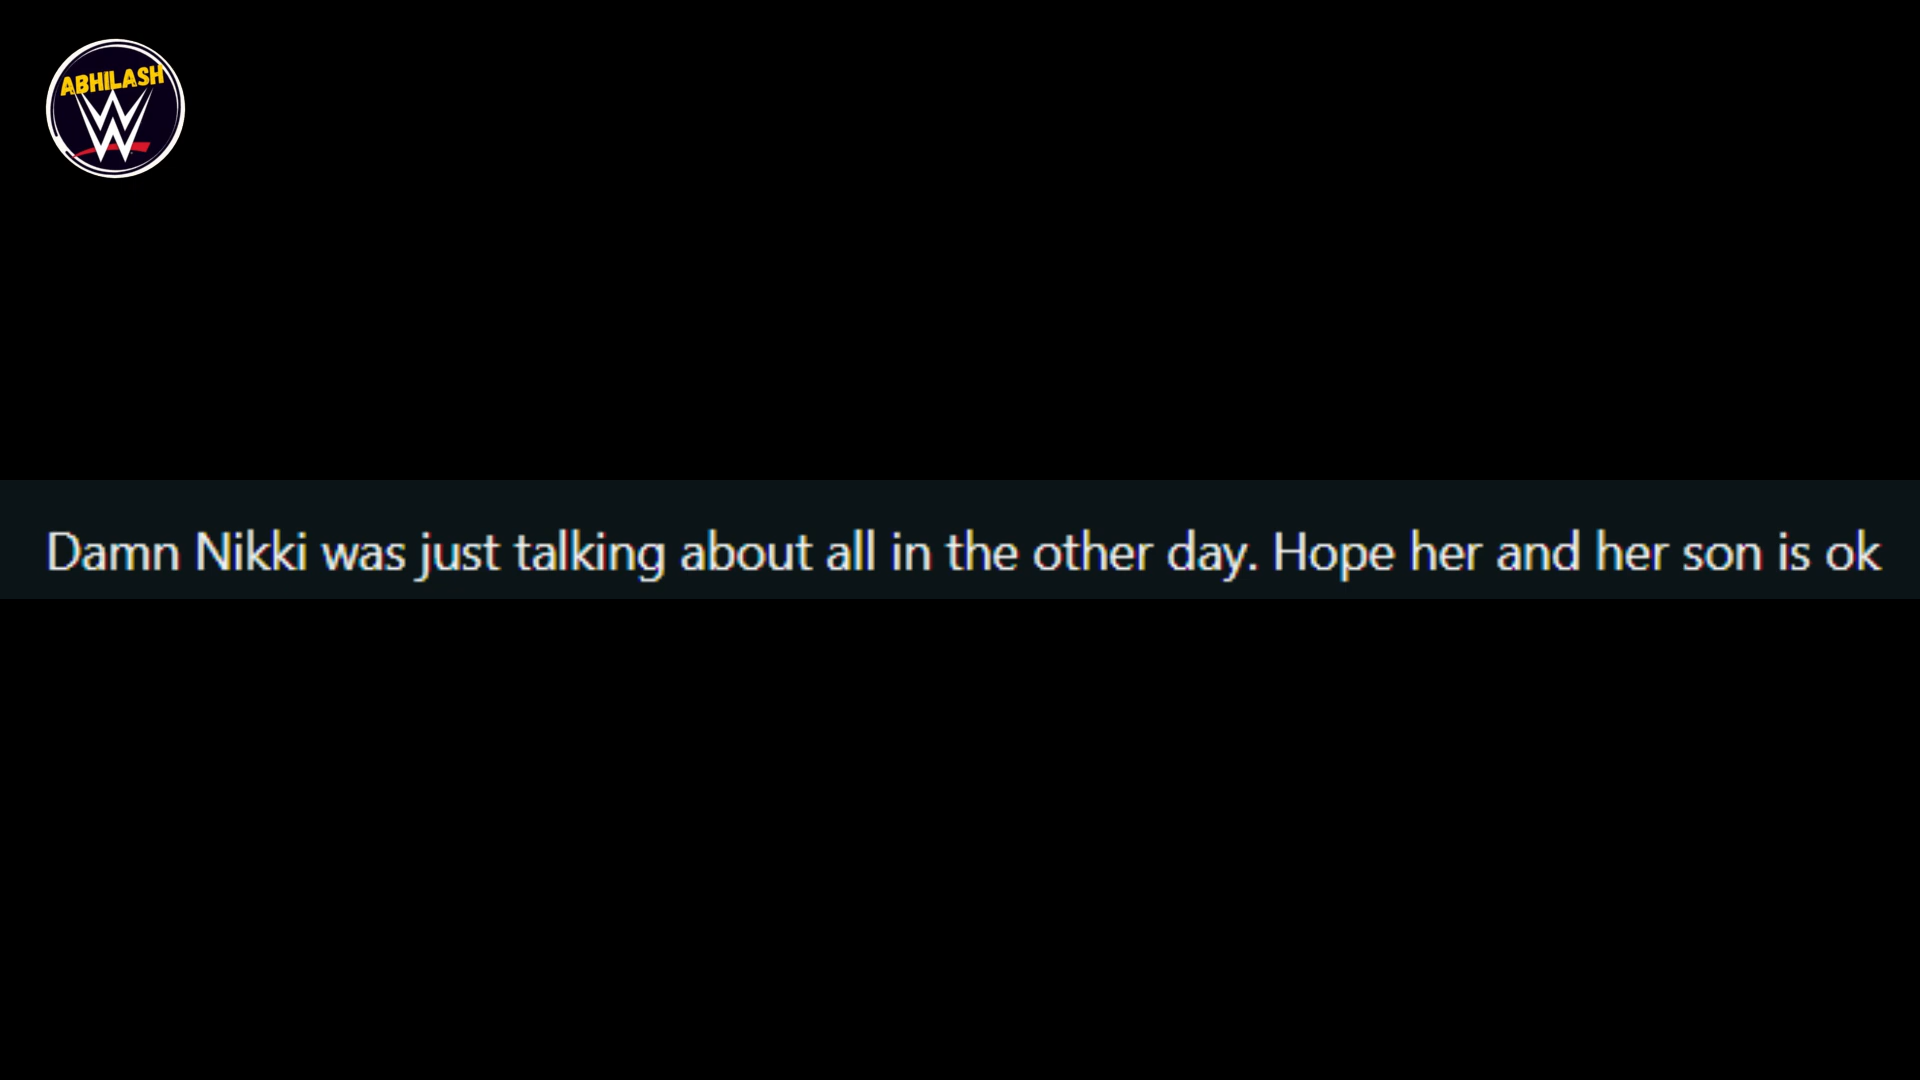 ABHILASH
W
Damn Nikki was just talking about all in the other day. Hope her and her son is ok